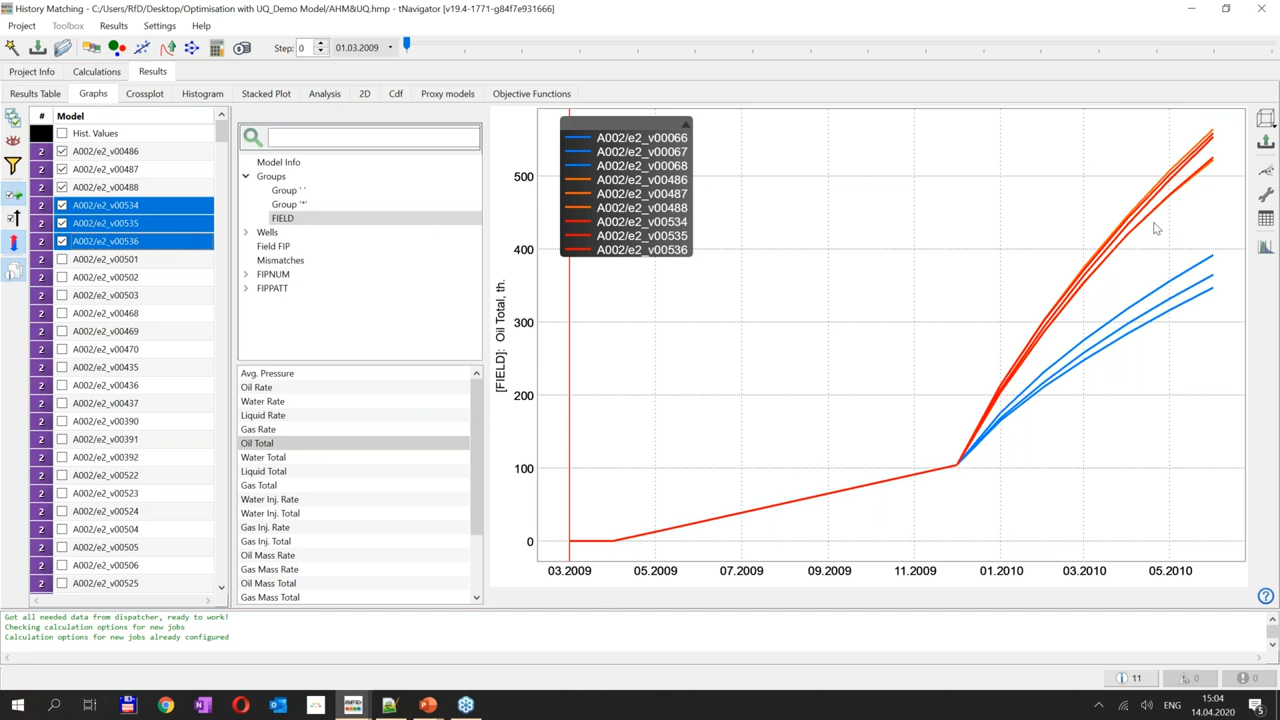 History Matching - C:/Users/RfD/Desktop/Optimisation with UQ_Demo Model/AHM&UQ.hmp - tNavigator [v19.4-1771-g84f7e931666]
Project Toolbox Results Settings Help
Step: 0 01.03.2009
Project Info Calculations Results
Results Table Graphs Crossplot Histogram Stacked Plot Analysis 2D Cdf Proxy models Objective Functions
# Model
Hist. Values
2 A002/e2_v00486
2 A002/e2_v00487
2 A002/e2_v00488
2 A002/e2_v00534
2 A002/e2_v00535
2 A002/e2_v00536
2 A002/e2_v00501
2 A002/e2_v00502
2 A002/e2_v00503
2 A002/e2_v00468
2 A002/e2_v00469
2 A002/e2_v00470
2 A002/e2_v00435
2 A002/e2_v00436
2 A002/e2_v00437
2 A002/e2_v00390
2 A002/e2_v00391
2 A002/e2_v00392
2 A002/e2_v00522
2 A002/e2_v00523
2 A002/e2_v00524
2 A002/e2_v00504
2 A002/e2_v00505
2 A002/e2_v00506
2 A002/e2_v00525
Model Info
Groups
Group ' '
Group '*'
FIELD
Wells
Field FIP
Mismatches
FIPNUM
FIPPATT
Avg. Pressure
Oil Rate
Water Rate
Liquid Rate
Gas Rate
Oil Total
Water Total
Liquid Total
Gas Total
Water Inj. Rate
Water Inj. Total
Gas Inj. Rate
Gas Inj. Total
Oil Mass Rate
Gas Mass Rate
Oil Mass Total
Gas Mass Total
A002/e2_v00066
A002/e2_v00067
A002/e2_v00068
A002/e2_v00486
A002/e2_v00487
A002/e2_v00488
A002/e2_v00534
A002/e2_v00535
A002/e2_v00536
[FIELD]: Oil Total, th.
500
400
300
200
100
0
03.2009 05.2009 07.2009 09.2009 11.2009 01.2010 03.2010 05.2010
Got all needed data from dispatcher, ready to work!
Checking calculation options for new jobs
Calculation options for new jobs already configured
11 0 0
ENG
15:04
14.04.2020
5